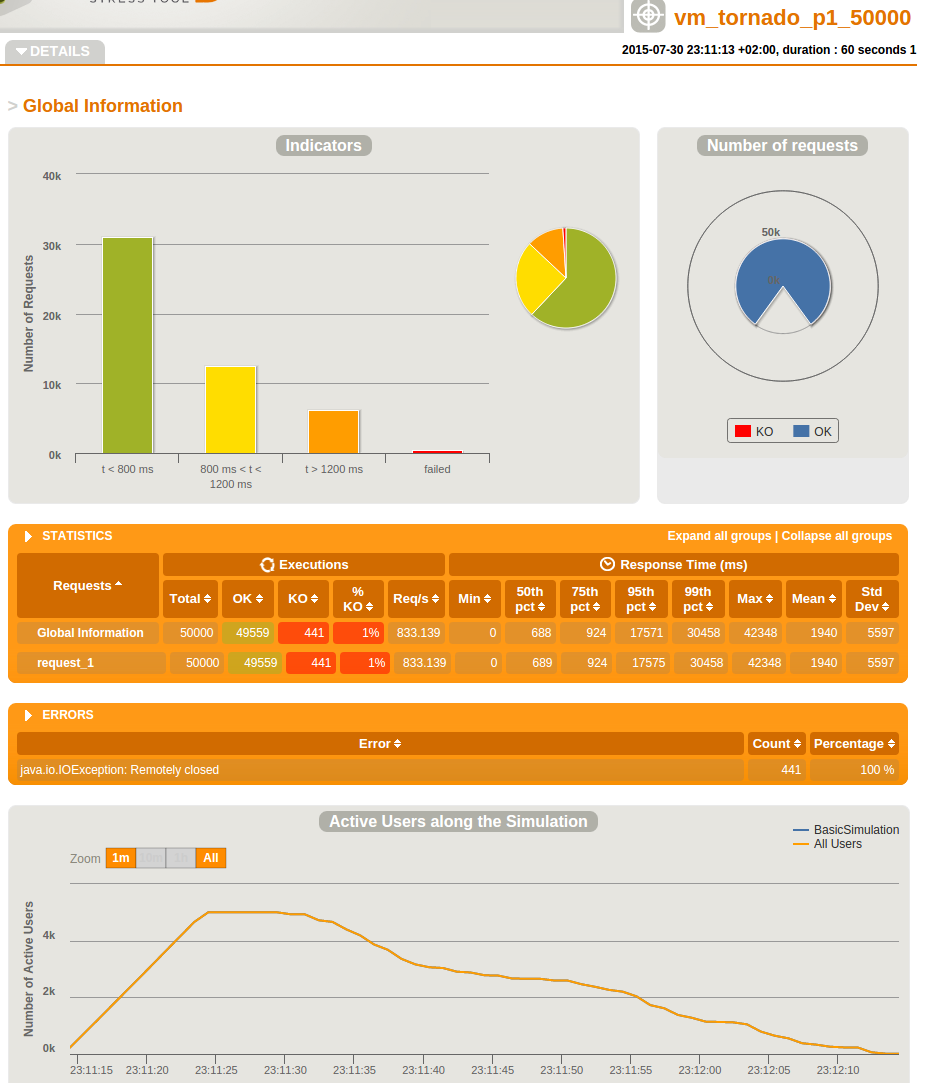 STRESS TOOL
vm_tornado_p1_50000
DETAILS
2015-07-30 23:11:13 +02:00, duration : 60 seconds 1
> Global Information
Indicators
Number of Requests
40k
30k
20k
10k
0k
t < 800 ms
800 ms < t <
1200 ms
t > 1200 ms
failed
Number of requests
50k
0k
KO OK
STATISTICS Expand all groups | Collapse all groups
Requests Executions Response Time (ms)
Total OK KO % KO Req/s Min 50th pct 75th pct 95th pct 99th pct Max Mean Std Dev
Global Information 50000 49559 441 1% 833.139 0 688 924 17571 30458 42348 1940 5597
request_1 50000 49559 441 1% 833.139 0 689 924 17575 30458 42348 1940 5597
ERRORS
Error Count Percentage
java.io.IOException: Remotely closed 441 100 %
Active Users along the Simulation
BasicSimulation
All Users
Zoom 1m 10m 1h All
Number of Active Users
4k
2k
0k
23:11:15 23:11:20 23:11:25 23:11:30 23:11:35 23:11:40 23:11:45 23:11:50 23:11:55 23:12:00 23:12:05 23:12:10